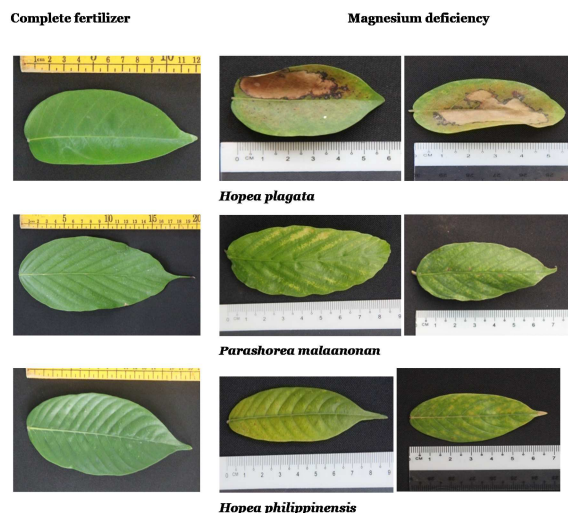 Complete fertilizer
Magnesium deficiency
Hopea plagata
Parashorea malaanonan
Hopea philippinensis